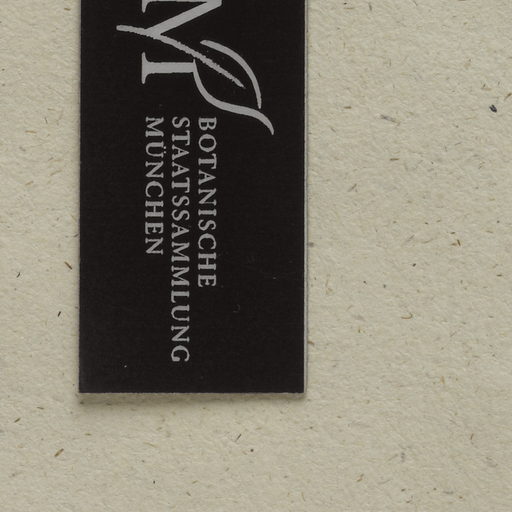 M
BOTANISCHE
STAATSSAMMLUNG
MÜNCHEN